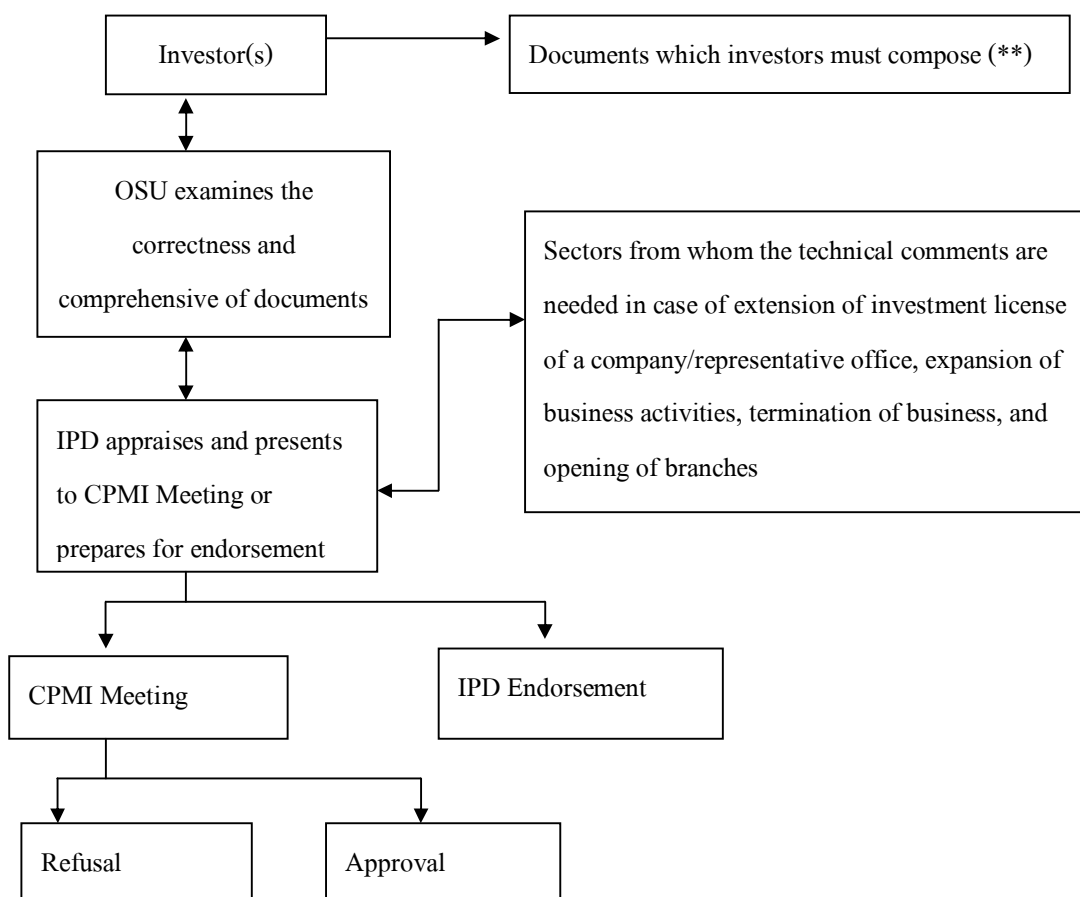 Investor(s)
Documents which investors must compose (**)
OSU examines the
correctness and
comprehensive of documents
Sectors from whom the technical comments are
needed in case of extension of investment license
of a company/representative office, expansion of
business activities, termination of business, and
opening of branches
IPD appraises and presents
to CPMI Meeting or
prepares for endorsement
CPMI Meeting
IPD Endorsement
Refusal
Approval